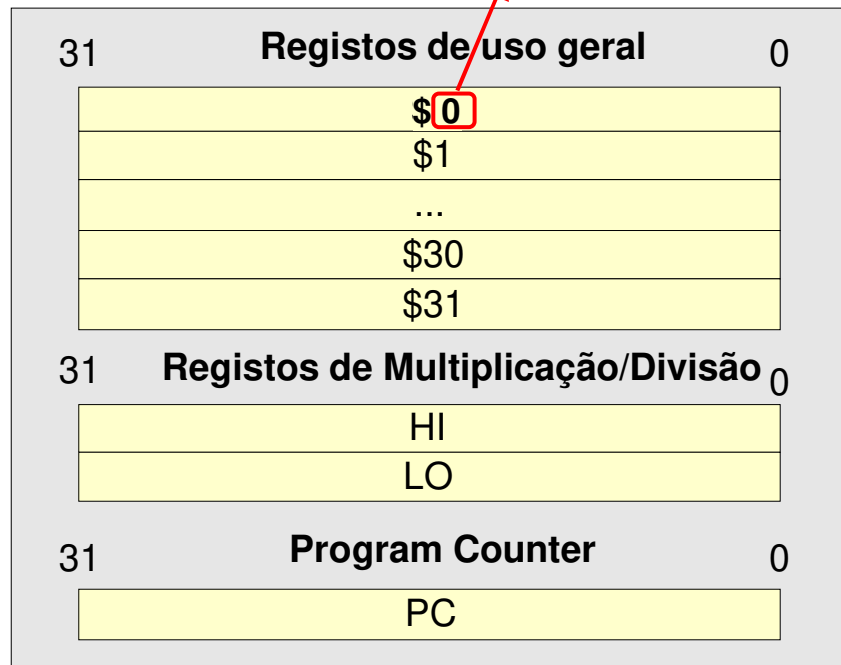 31 Registos de uso geral 0
$ 0
$1
...
$30
$31
31 Registos de Multiplicação/Divisão 0
HI
LO
31 Program Counter 0
PC